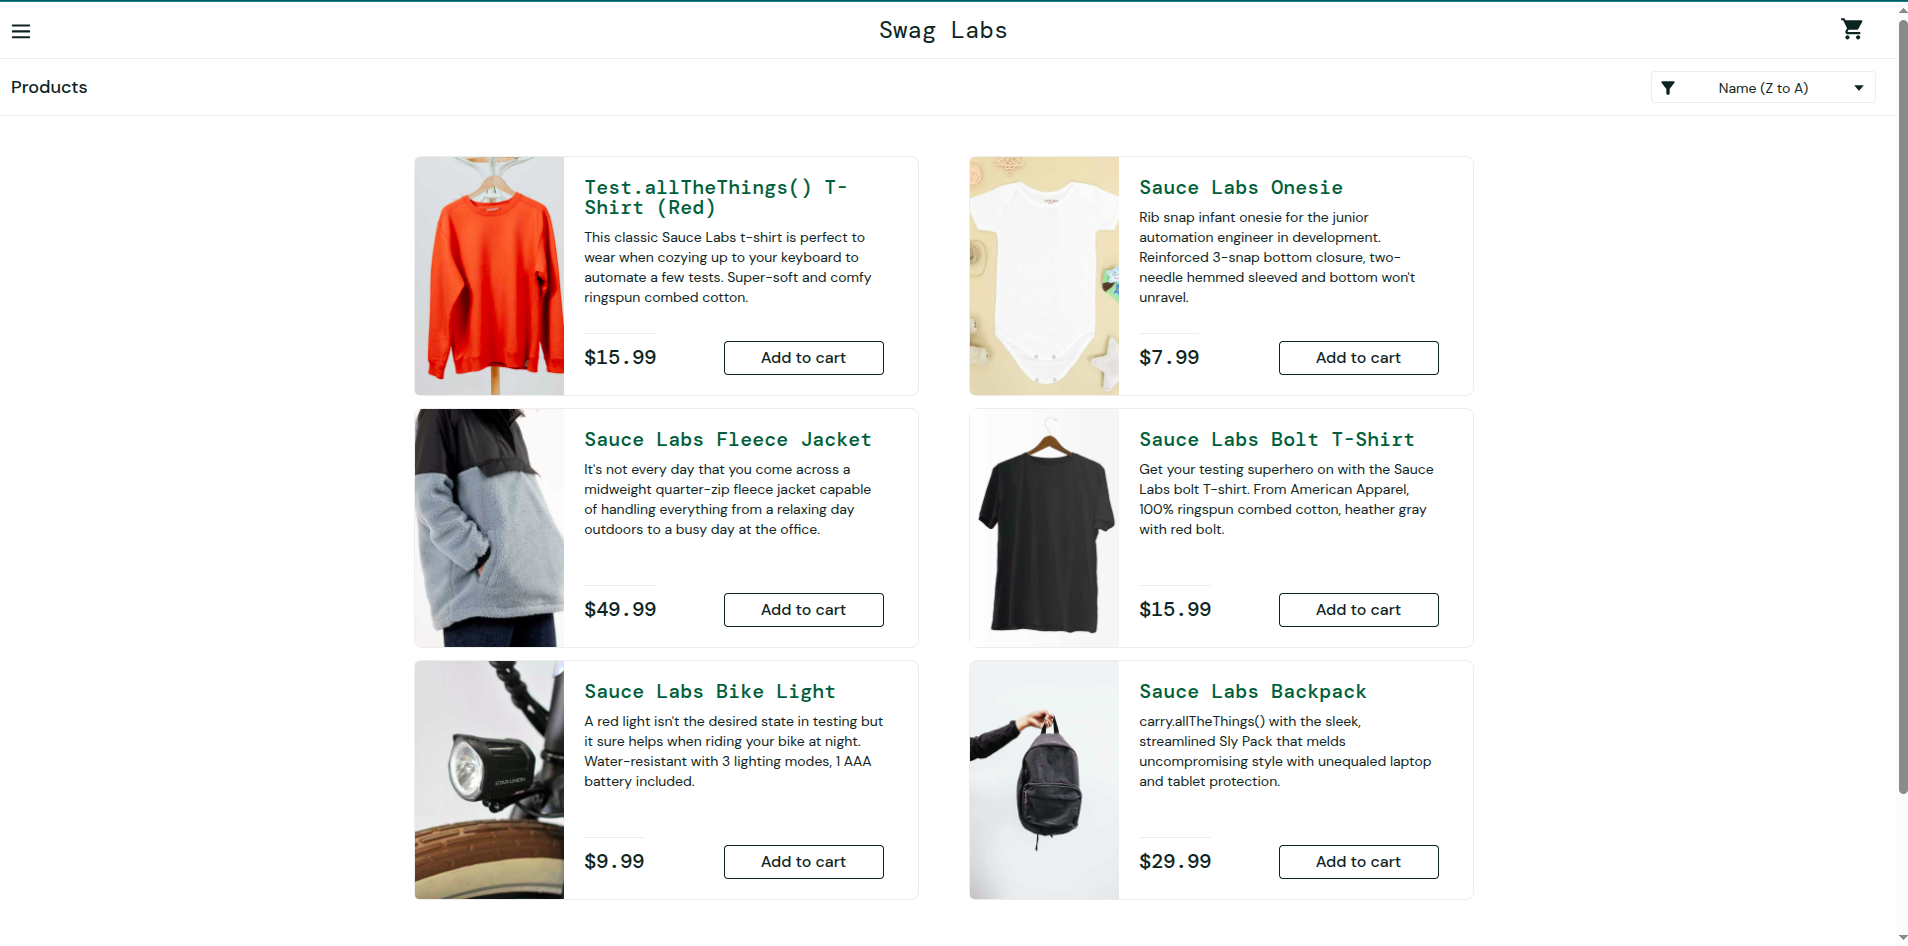 Swag Labs
Products
Name (Z to A)
Test.allTheThings() T-
Shirt (Red)
This classic Sauce Labs t-shirt is perfect to
wear when cozying up to your keyboard to
automate a few tests. Super-soft and comfy
ringspun combed cotton.
$15.99
Add to cart
Sauce Labs Onesie
Rib snap infant onesie for the junior
automation engineer in development.
Reinforced 3-snap bottom closure, two-
needle hemmed sleeved and bottom won't
unravel.
$7.99
Add to cart
Sauce Labs Fleece Jacket
It's not every day that you come across a
midweight quarter-zip fleece jacket capable
of handling everything from a relaxing day
outdoors to a busy day at the office.
$49.99
Add to cart
Sauce Labs Bolt T-Shirt
Get your testing superhero on with the Sauce
Labs bolt T-shirt. From American Apparel,
100% ringspun combed cotton, heather gray
with red bolt.
$15.99
Add to cart
Sauce Labs Bike Light
A red light isn't the desired state in testing but
it sure helps when riding your bike at night.
Water-resistant with 3 lighting modes, 1 AAA
battery included.
$9.99
Add to cart
Sauce Labs Backpack
carry.allTheThings() with the sleek,
streamlined Sly Pack that melds
uncompromising style with unequaled laptop
and tablet protection.
$29.99
Add to cart